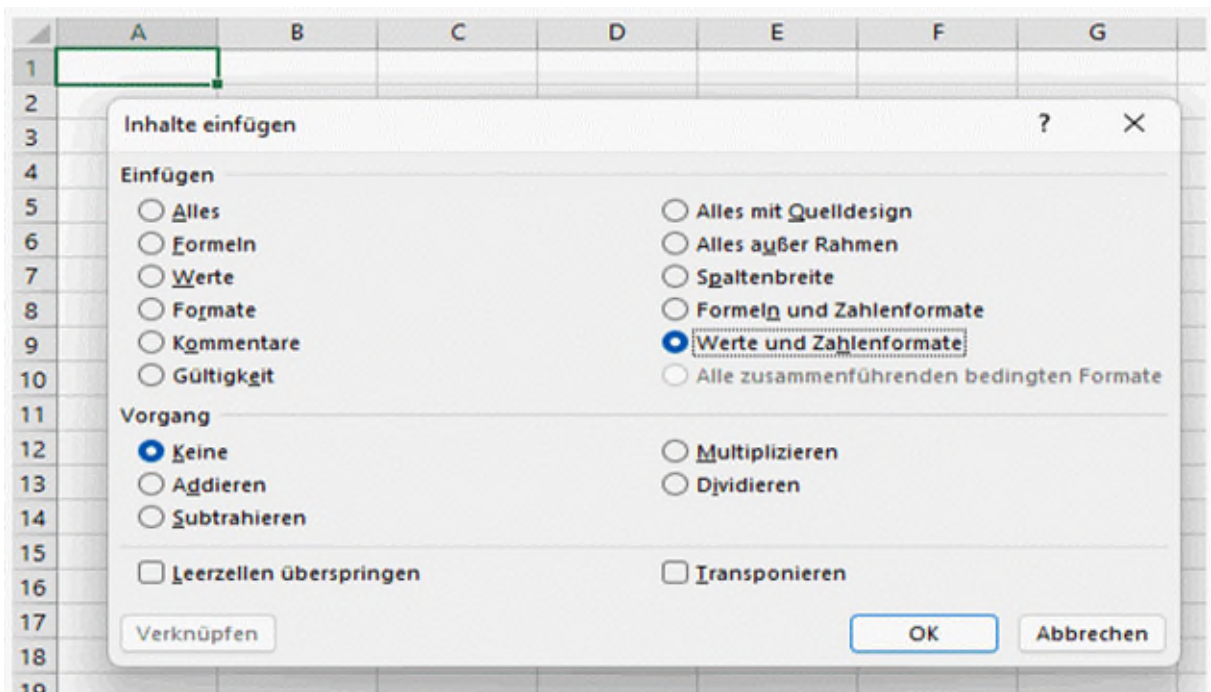 A B C D E F G
1
2
Inhalte einfügen ?
3
4
Einfügen
5
Alles Alles mit Quelldesign
6
Formeln Alles außer Rahmen
7
Werte Spaltenbreite
8
Formate Formeln und Zahlenformate
9
Kommentare Werte und Zahlenformate
10
Gültigkeit Alle zusammenführenden bedingten Formate
11
Vorgang
12
Keine Multiplizieren
13
Addieren Dividieren
14
Subtrahieren
15
Leerzellen überspringen Transponieren
16
17
Verknüpfen OK Abbrechen
18
19